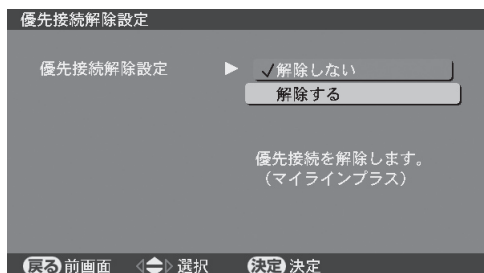 優先接続解除設定
優先接続解除設定 ▶ ✓解除しない
解除する
優先接続を解除します。
（マイラインプラス）
戻る 前画面 選択 決定 決定